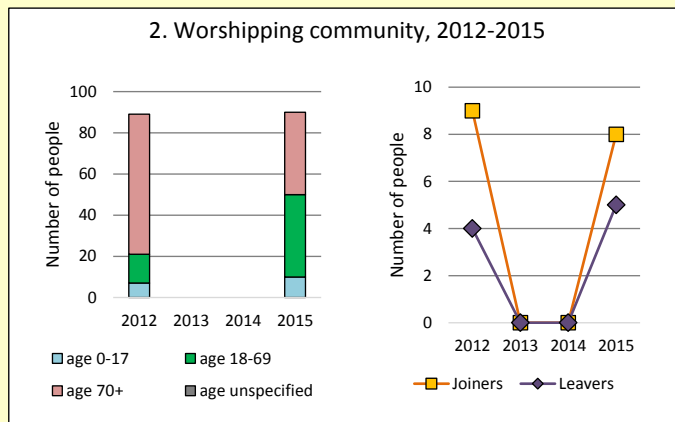 2. Worshipping community, 2012-2015
Number of people
100
80
60
40
20
0
2012 2013 2014 2015
age 0-17 age 18-69
age 70+ age unspecified
Number of people
10
8
6
4
2
0
2012 2013 2014 2015
Joiners Leavers